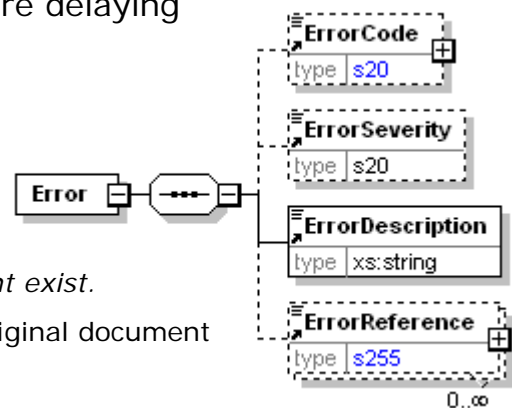 re delaying
ErrorCode
type s20
ErrorSeverity
type s20
Error
ErrorDescription
type xs:string
nt exist.
iginal document
ErrorReference
type s255
0..∞